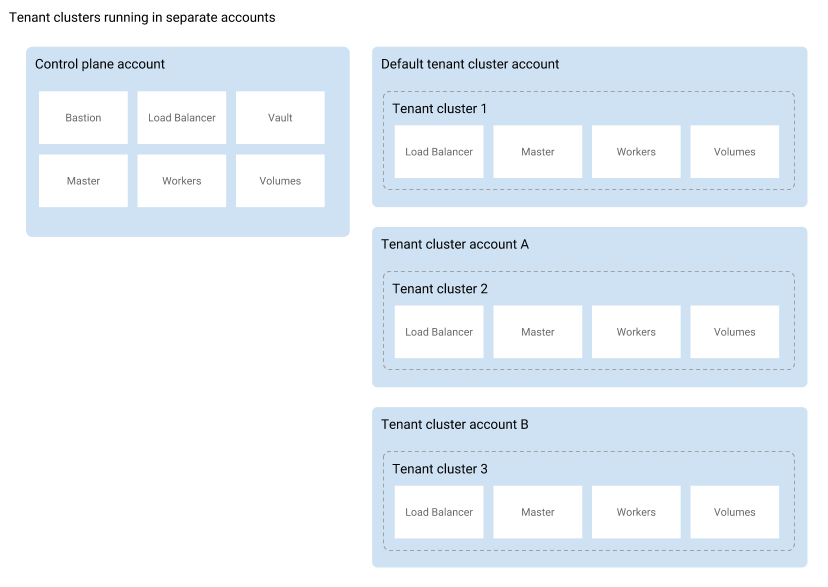 Tenant clusters running in separate accounts
Control plane account
Bastion
Load Balancer
Vault
Master
Workers
Volumes
Default tenant cluster account
Tenant cluster 1
Load Balancer
Master
Workers
Volumes
Tenant cluster account A
Tenant cluster 2
Load Balancer
Master
Workers
Volumes
Tenant cluster account B
Tenant cluster 3
Load Balancer
Master
Workers
Volumes